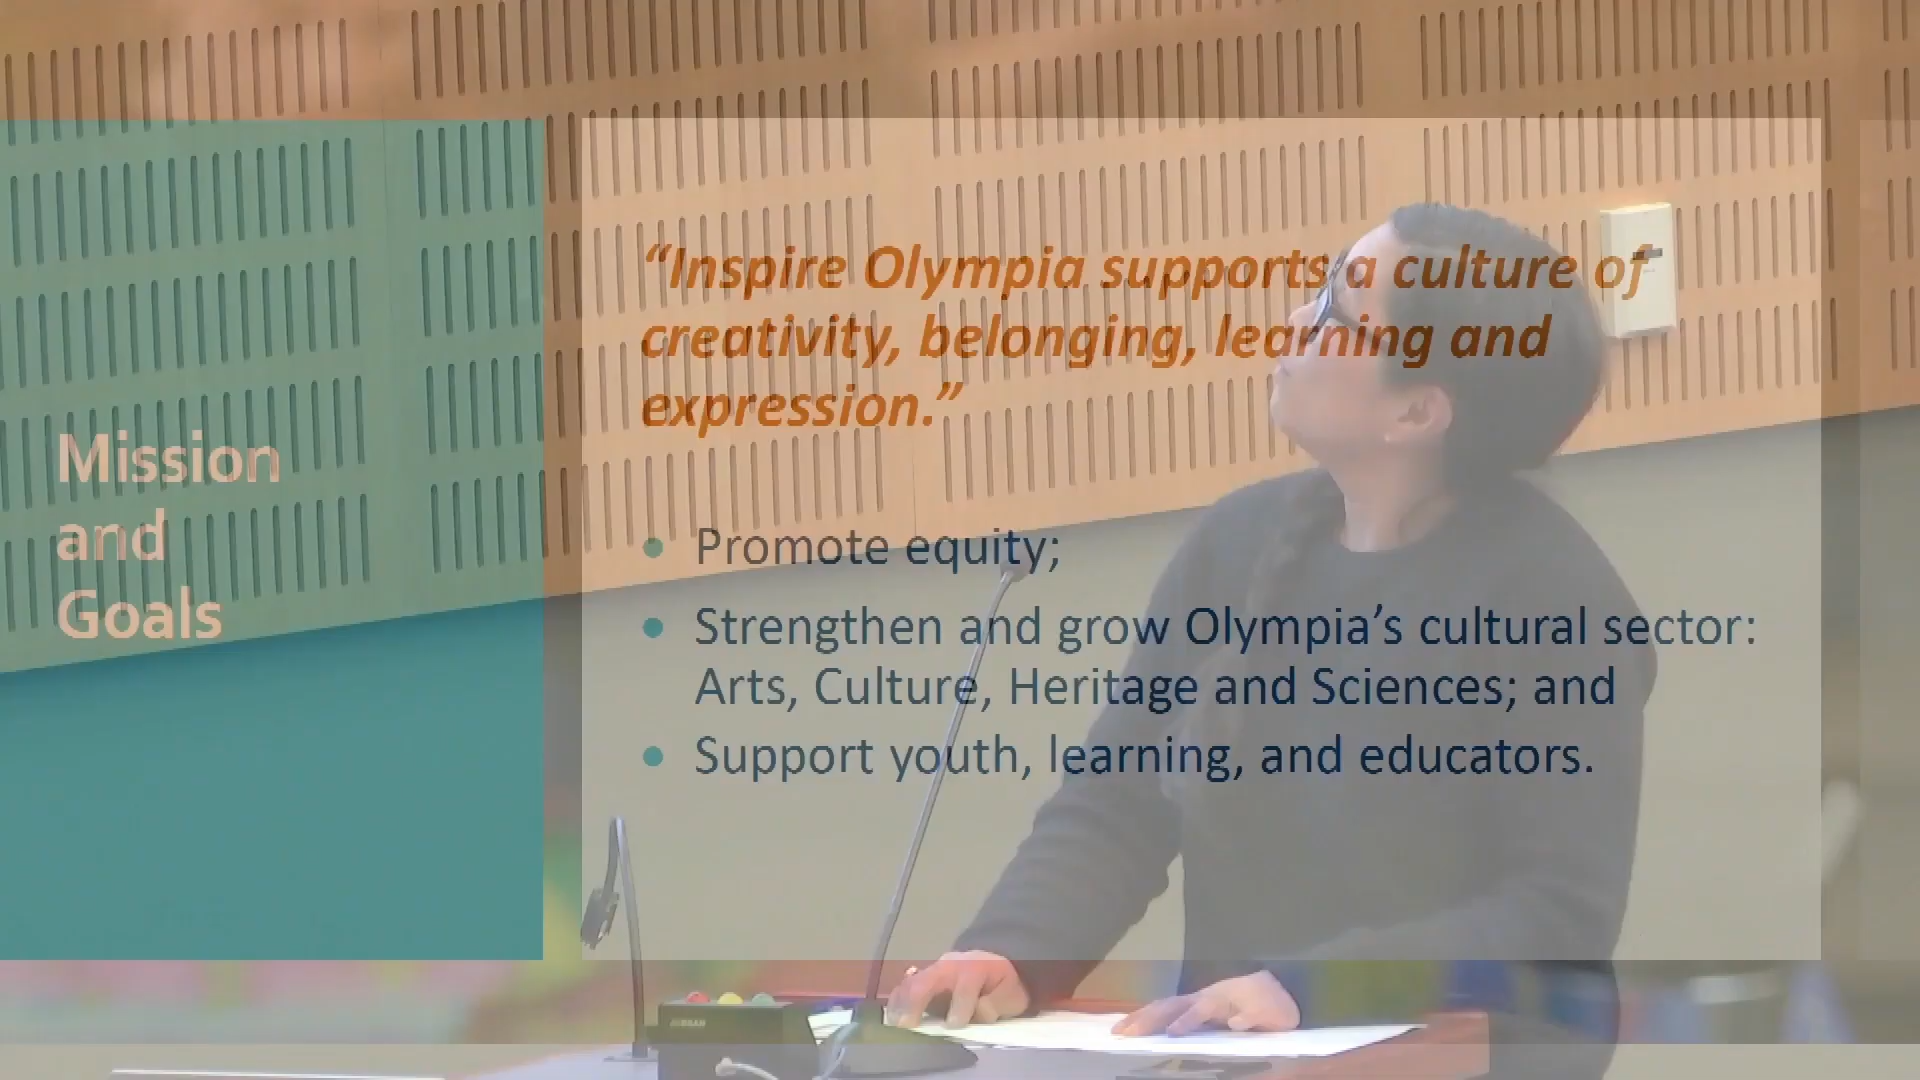 Mission
and
Goals
“Inspire Olympia supports a culture of
creativity, belonging, learning and
expression.”
• Promote equity;
• Strengthen and grow Olympia’s cultural sector:
Arts, Culture, Heritage and Sciences; and
• Support youth, learning, and educators.